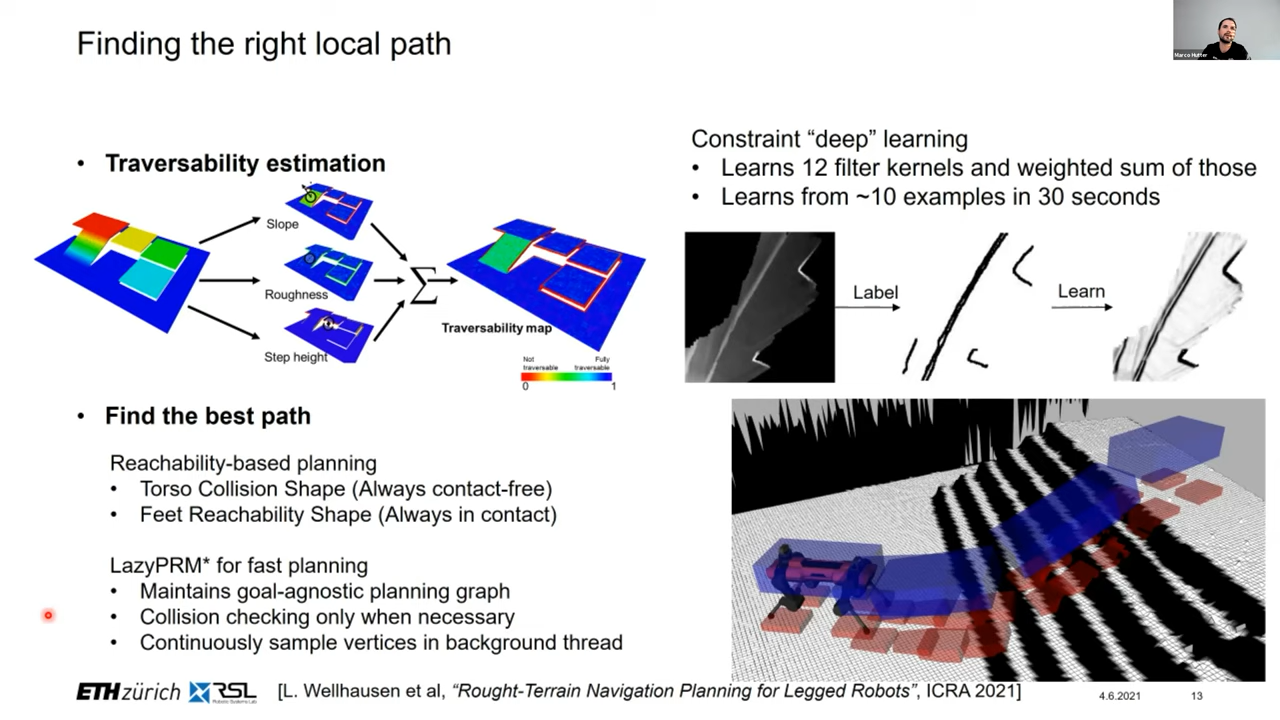 Finding the right local path
Marco Hutter
• Traversability estimation
Slope
Roughness
Step height
∑
Traversability map
Not traversable
Fully traversable
0
1
• Find the best path
Reachability-based planning
• Torso Collision Shape (Always contact-free)
• Feet Reachability Shape (Always in contact)
LazyPRM* for fast planning
• Maintains goal-agnostic planning graph
• Collision checking only when necessary
• Continuously sample vertices in background thread
Constraint “deep” learning
• Learns 12 filter kernels and weighted sum of those
• Learns from ~10 examples in 30 seconds
Label
Learn
ETH zürich
RSL
Robotic Systems Lab
[L. Wellhausen et al, “Rought-Terrain Navigation Planning for Legged Robots”, ICRA 2021]
4.6.2021
13